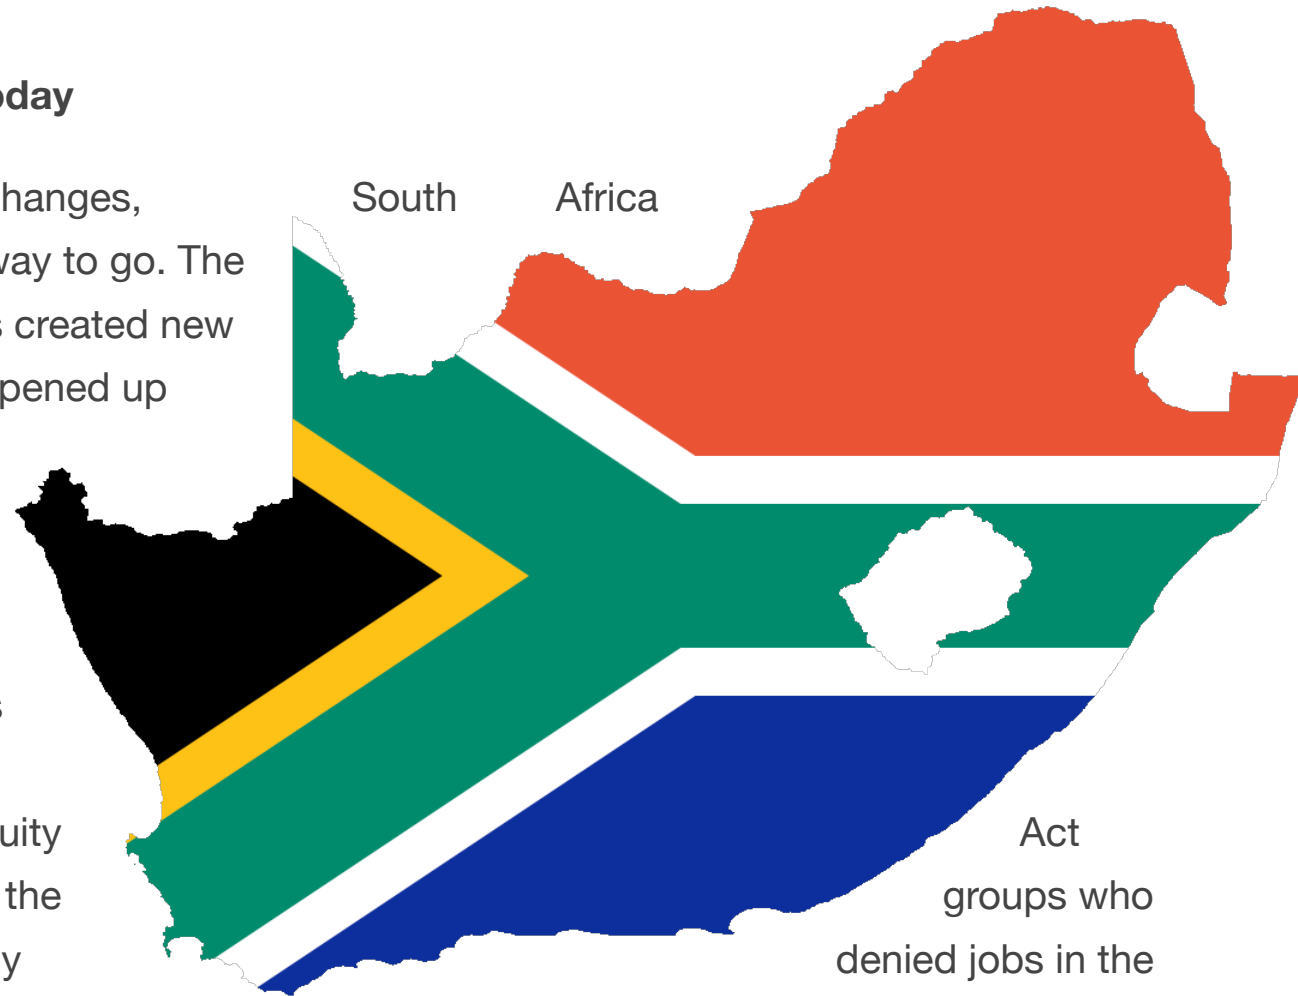 oday
hanges, South Africa
way to go. The
s created new
pened up
s
uity Act
the groups who
y denied jobs in the